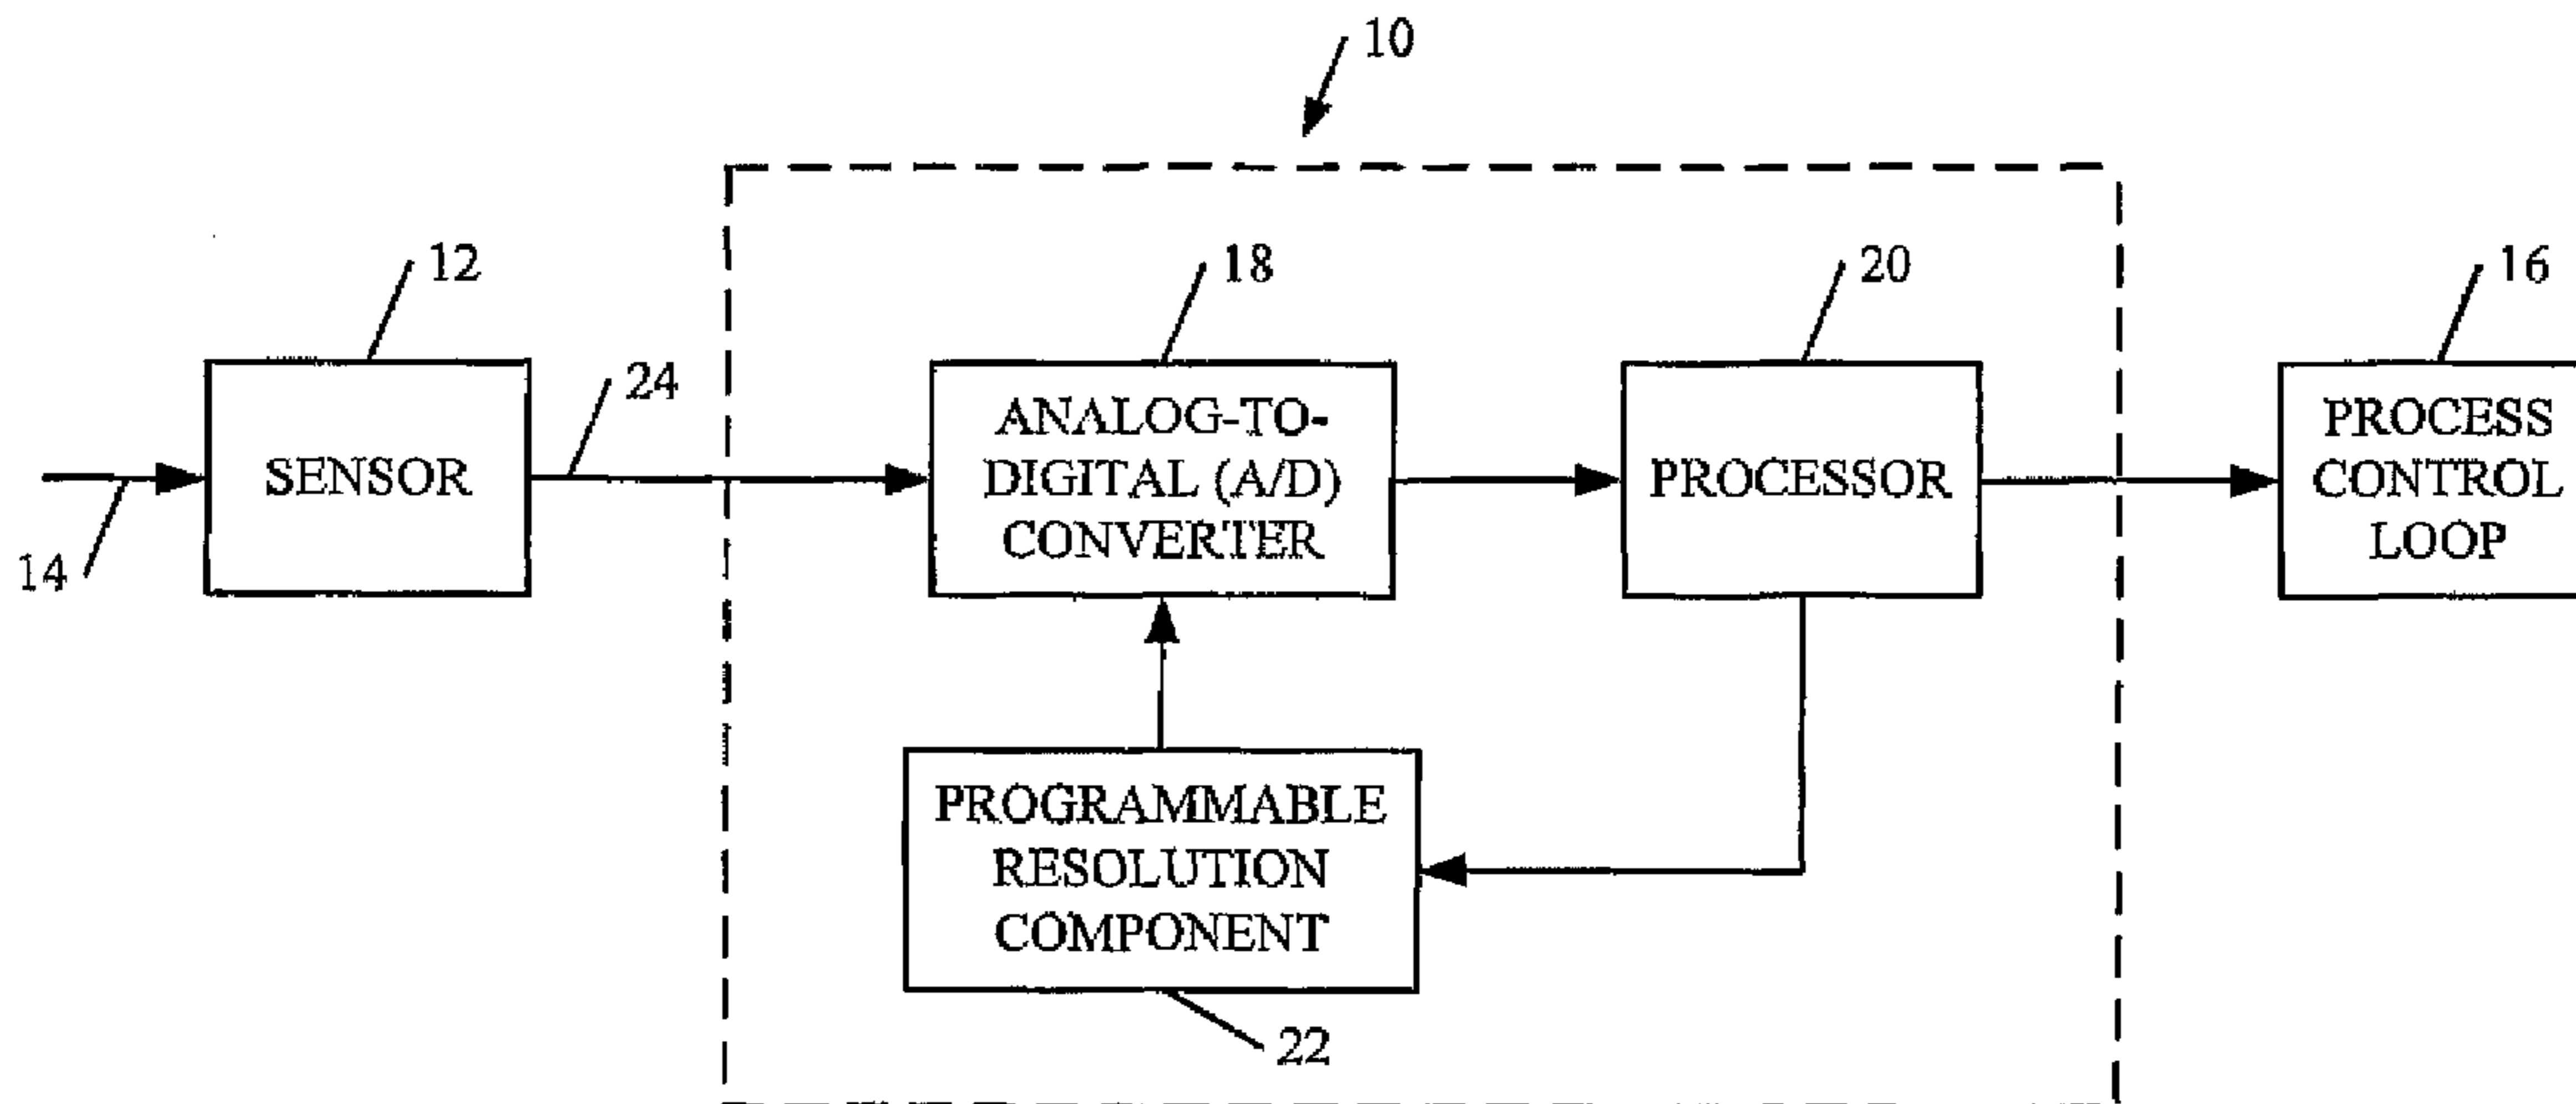 10
12
18
20
16
24
SENSOR
ANALOG-TO-
DIGITAL (A/D)
CONVERTER
PROCESSOR
PROCESS
CONTROL
LOOP
14
PROGRAMMABLE
RESOLUTION
COMPONENT
22